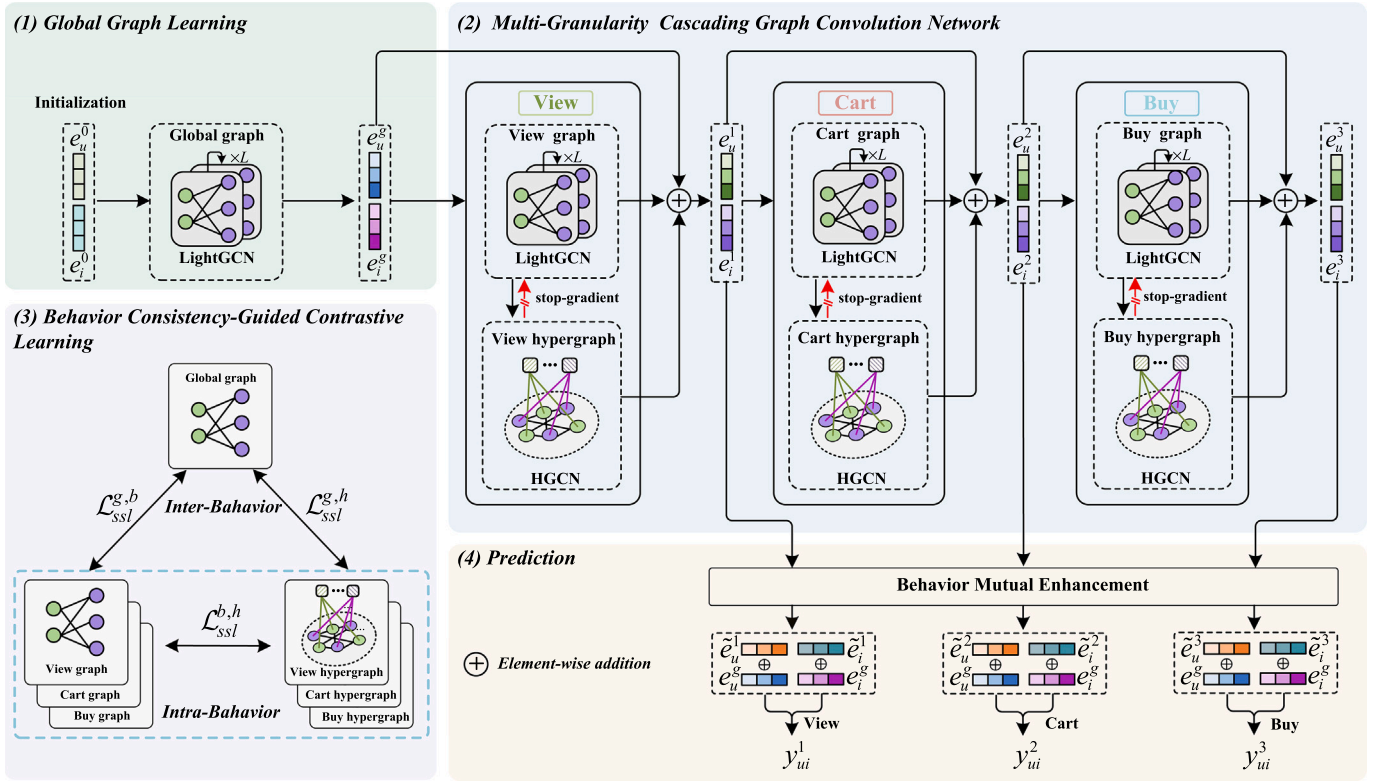 (1) Global Graph Learning
Initialization
e_u^0
e_i^0
Global graph
×L
LightGCN
e_u^g
e_i^g
(2) Multi-Granularity Cascading Graph Convolution Network
View
View graph
×L
LightGCN
stop-gradient
View hypergraph
...
HGCN
+
e_u^1
e_i^1
Cart
Cart graph
×L
LightGCN
stop-gradient
Cart hypergraph
...
HGCN
+
e_u^2
e_i^2
Buy
Buy graph
×L
LightGCN
stop-gradient
Buy hypergraph
...
HGCN
+
e_u^3
e_i^3
(3) Behavior Consistency-Guided Contrastive
Learning
Global graph
ℒ_ssl^{g,b}
Inter-Bahavior
ℒ_ssl^{g,h}
View graph
Cart graph
Buy graph
ℒ_ssl^{b,h}
Intra-Bahavior
...
View hypergraph
Cart hypergraph
Buy hypergraph
(4) Prediction
Behavior Mutual Enhancement
⊕ Element-wise addition
ẽ_u^1 ẽ_i^1
⊕ ⊕
e_u^g e_i^g
View
y_ui^1
ẽ_u^2 ẽ_i^2
⊕ ⊕
e_u^g e_i^g
Cart
y_ui^2
ẽ_u^3 ẽ_i^3
⊕ ⊕
e_u^g e_i^g
Buy
y_ui^3